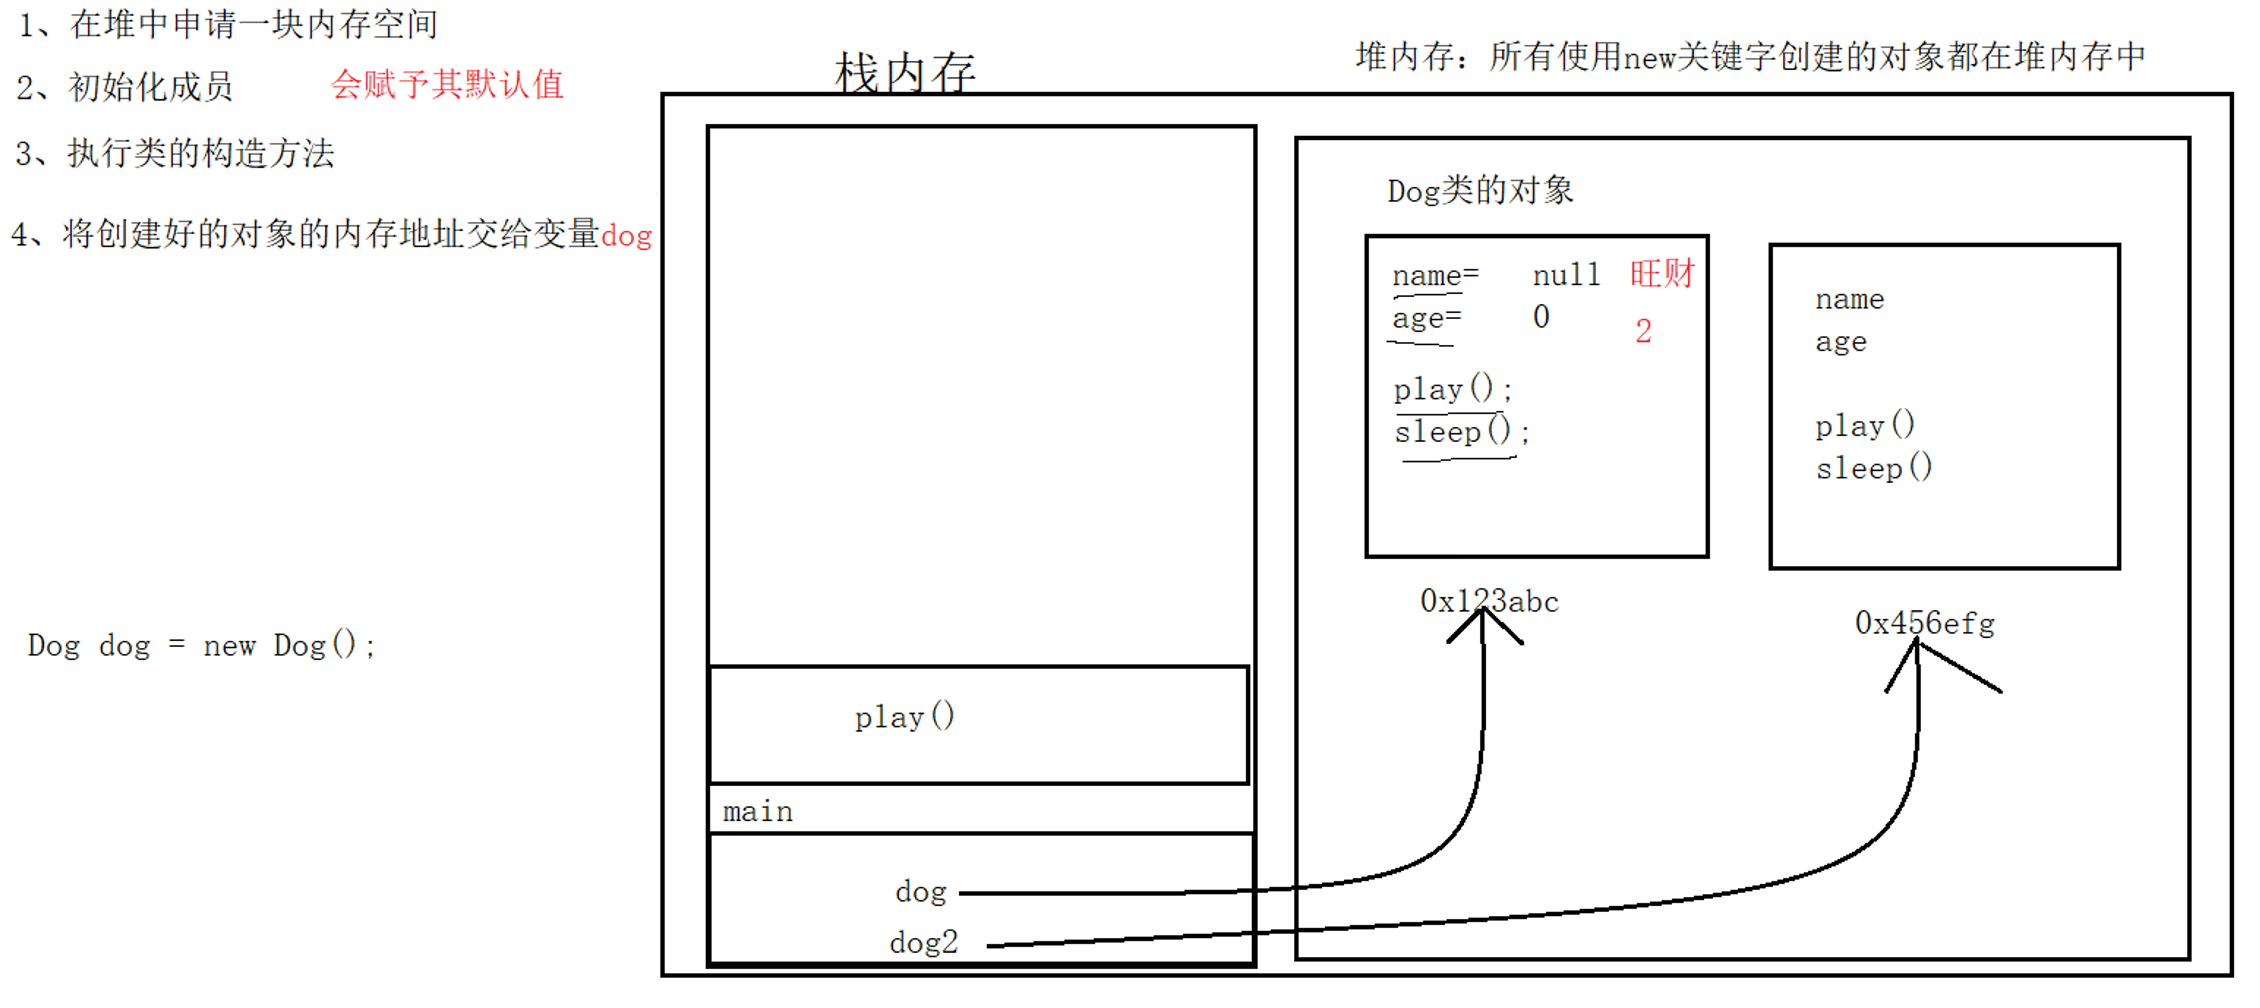 1、在堆中申请一块内存空间
2、初始化成员 会赋予其默认值
3、执行类的构造方法
4、将创建好的对象的内存地址交给变量dog
Dog dog = new Dog();
栈内存
play()
main
dog
dog2
堆内存：所有使用new关键字创建的对象都在堆内存中
Dog类的对象
name= null 旺财
age= 0 2
play();
sleep();
0x123abc
name
age
play()
sleep()
0x456efg